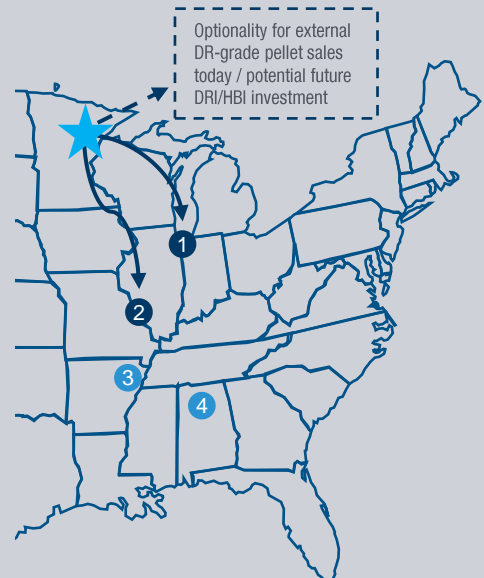 Optionality for external
DR-grade pellet sales
today / potential future
DRI/HBI investment
1
2
3
4